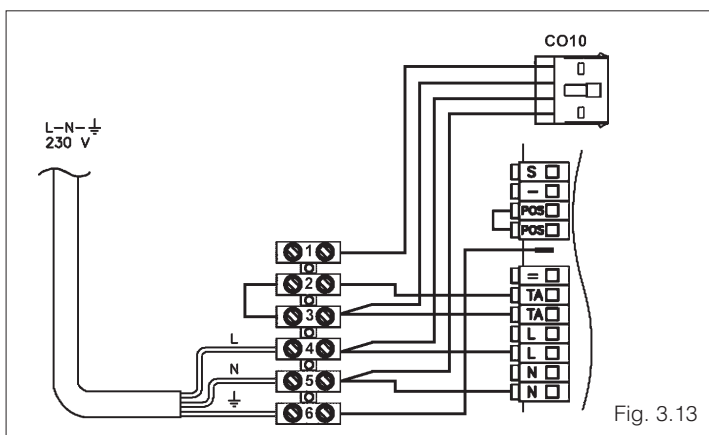 CO10
L-N-⏚
230 V
S
-
POS
POS
=
TA
TA
L
L
N
N
1
2
3
4
5
6
L
N
⏚
Fig. 3.13